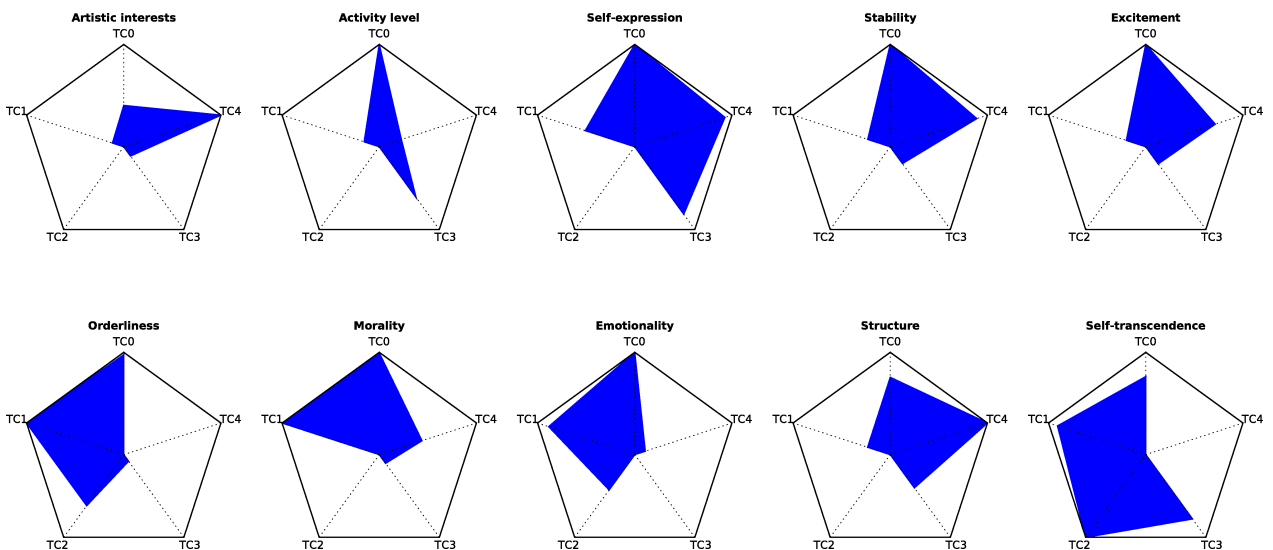 Artistic interests
TC0
TC1
TC4
TC2
TC3
Activity level
TC0
TC1
TC4
TC2
TC3
Self-expression
TC0
TC1
TC4
TC2
TC3
Stability
TC0
TC1
TC4
TC2
TC3
Excitement
TC0
TC1
TC4
TC2
TC3
Orderliness
TC0
TC1
TC4
TC2
TC3
Morality
TC0
TC1
TC4
TC2
TC3
Emotionality
TC0
TC1
TC4
TC2
TC3
Structure
TC0
TC1
TC4
TC2
TC3
Self-transcendence
TC0
TC1
TC4
TC2
TC3